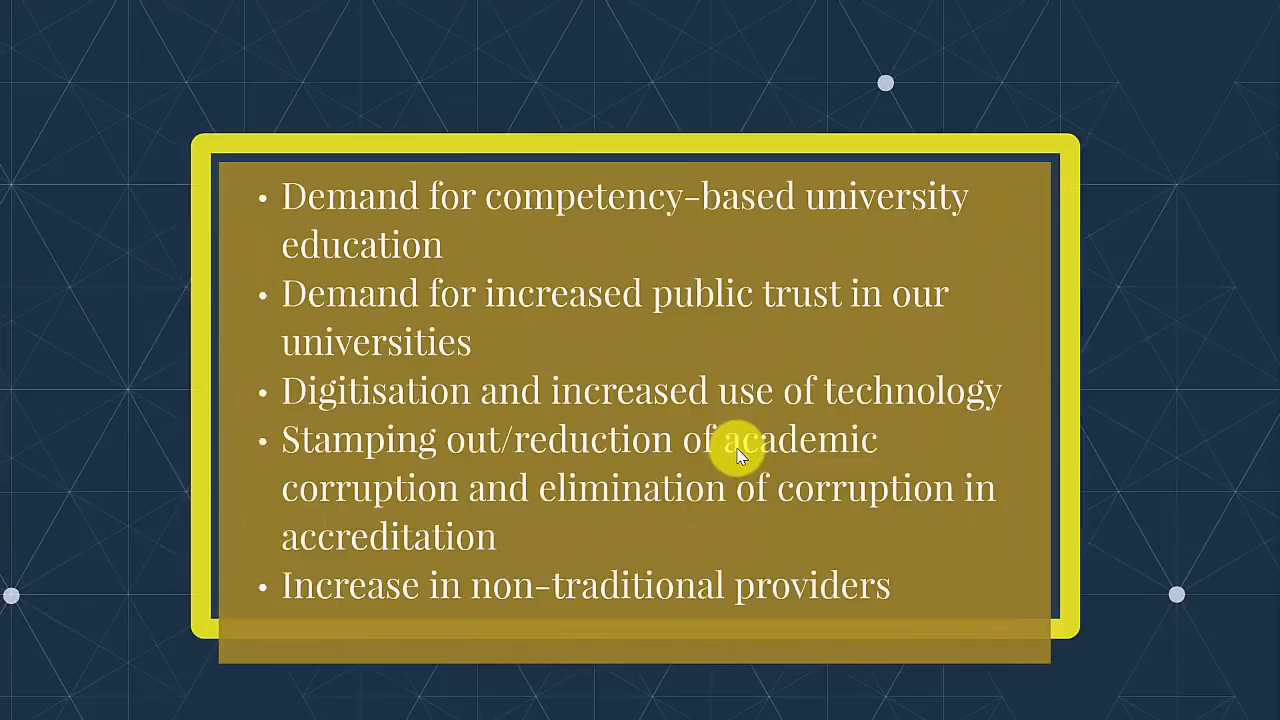 • Demand for competency-based university
education
• Demand for increased public trust in our
universities
• Digitisation and increased use of technology
• Stamping out/reduction of academic
corruption and elimination of corruption in
accreditation
• Increase in non-traditional providers